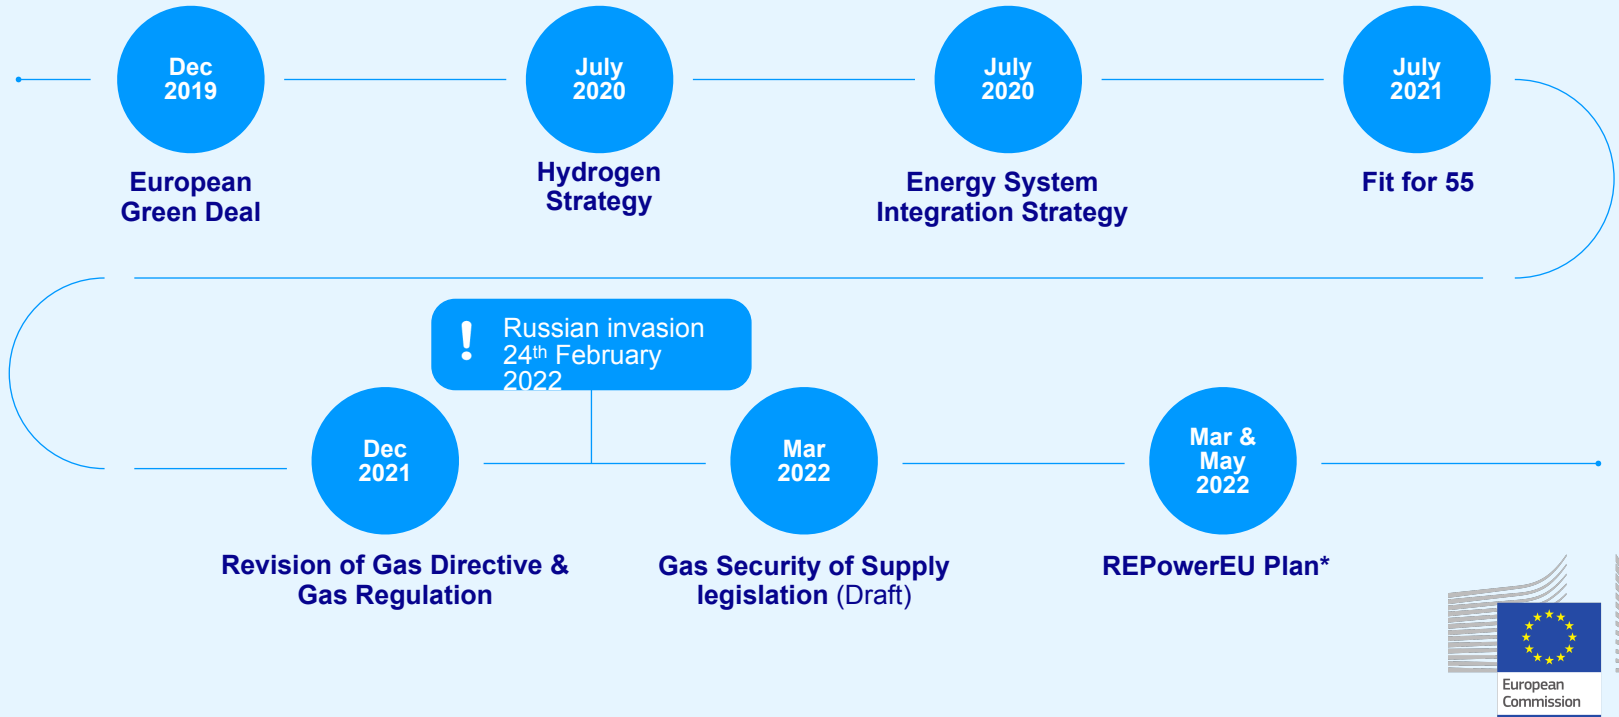 Dec
2019
July
2020
July
2020
July
2021
European
Green Deal
Hydrogen
Strategy
Energy System
Integration Strategy
Fit for 55
! Russian invasion
24th February
2022
Dec
2021
Mar
2022
Mar &
May
2022
Revision of Gas Directive &
Gas Regulation
Gas Security of Supply
legislation (Draft)
REPowerEU Plan*
European
Commission